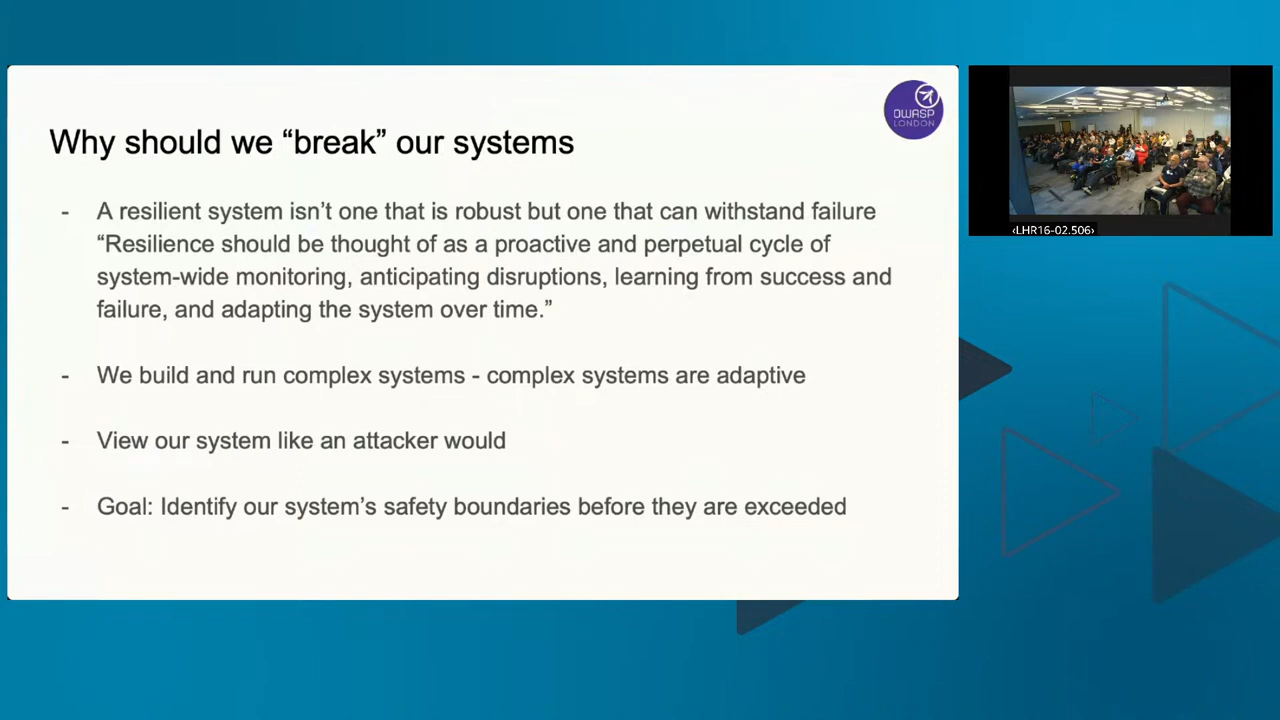 Why should we “break” our systems
OWASP
LONDON
- A resilient system isn’t one that is robust but one that can withstand failure
“Resilience should be thought of as a proactive and perpetual cycle of
system-wide monitoring, anticipating disruptions, learning from success and
failure, and adapting the system over time.”
- We build and run complex systems - complex systems are adaptive
- View our system like an attacker would
- Goal: Identify our system’s safety boundaries before they are exceeded
‹LHR16-02.506›